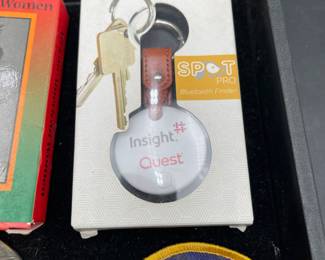 Women
SPOT
PRO
Bluetooth Finder
Insight
Quest